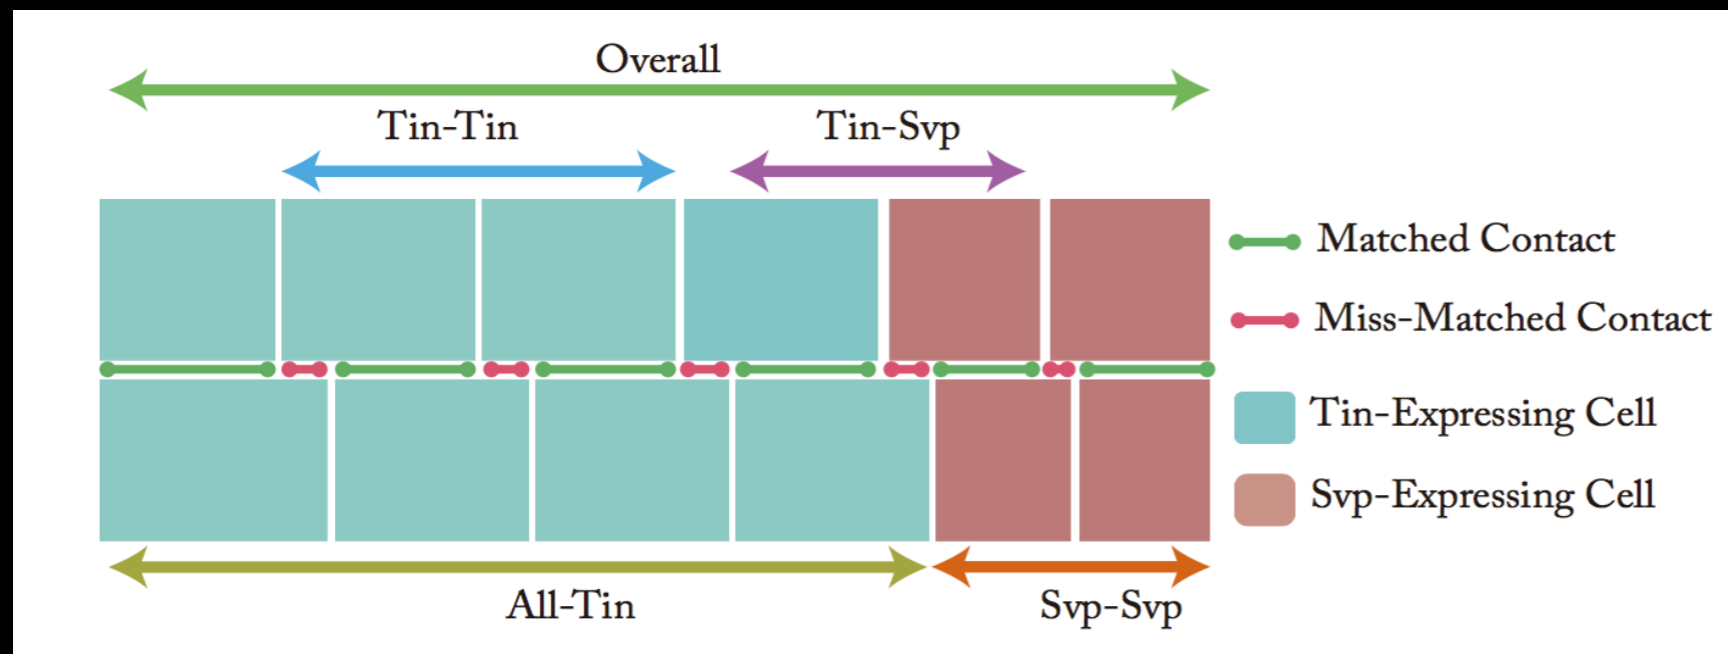 Overall
Tin-Tin
Tin-Svp
Matched Contact
Miss-Matched Contact
Tin-Expressing Cell
Svp-Expressing Cell
All-Tin
Svp-Svp